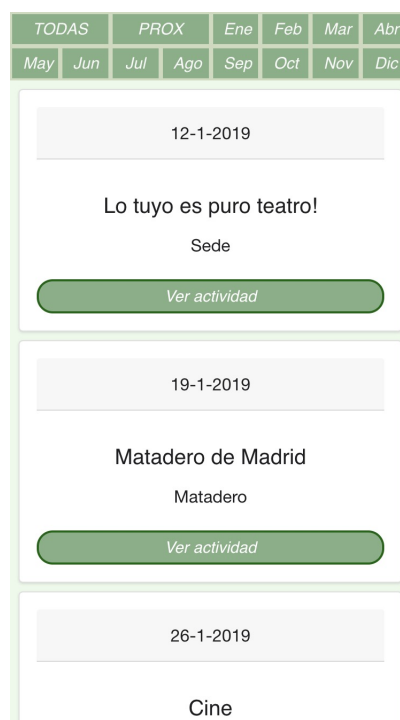 TODAS PROX Ene Feb Mar Abr
May Jun Jul Ago Sep Oct Nov Dic
12-1-2019
Lo tuyo es puro teatro!
Sede
Ver actividad
19-1-2019
Matadero de Madrid
Matadero
Ver actividad
26-1-2019
Cine